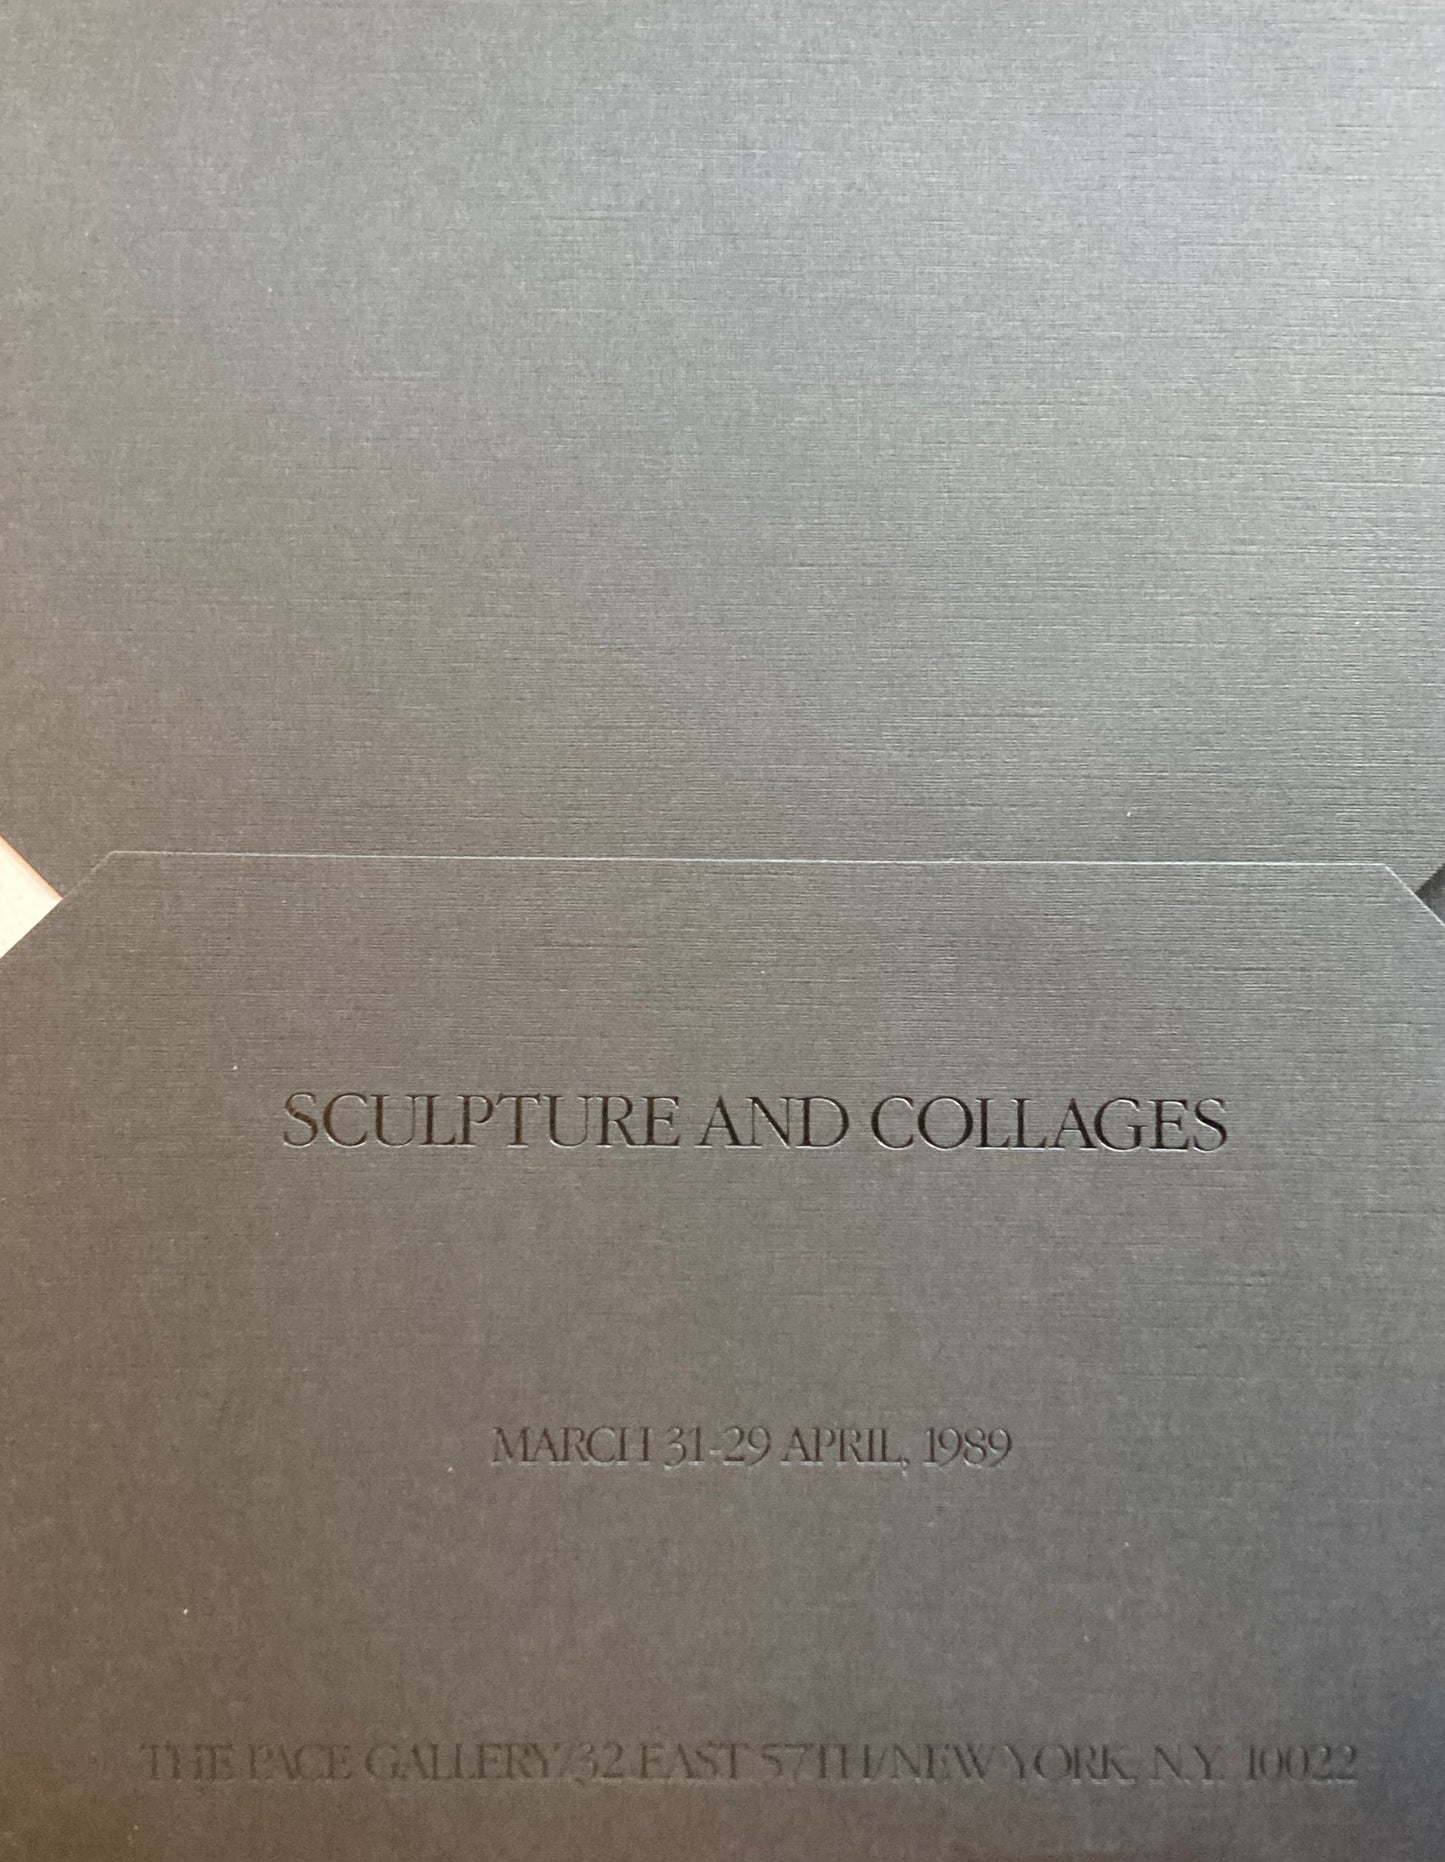 SCULPTURE AND COLLAGES
MARCH 31-29 APRIL, 1989
THE PACE GALLERY/32 EAST 57TH/NEW YORK, N.Y. 10022